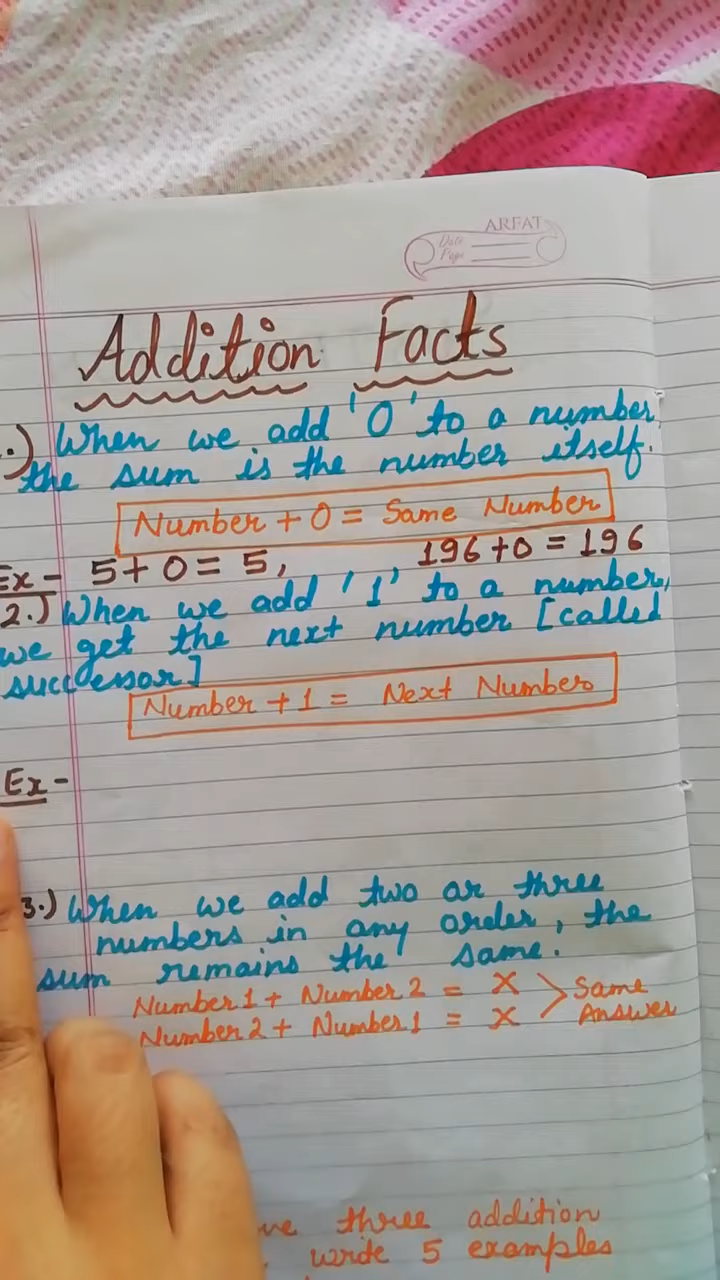 ARFAT
Date
Page
Addition Facts
.) When we add '0' to a number,
the sum is the number itself.
Number + 0 = Same Number
Ex - 5 + 0 = 5, 196 + 0 = 196
2.) When we add '1' to a number,
we get the next number [called
successor]
Number + 1 = Next Number
Ex -
3.) When we add two or three
numbers in any order, the
sum remains the same.
Number 1 + Number 2 = X > Same
Number 2 + Number 1 = X Answer
three addition
write 5 examples